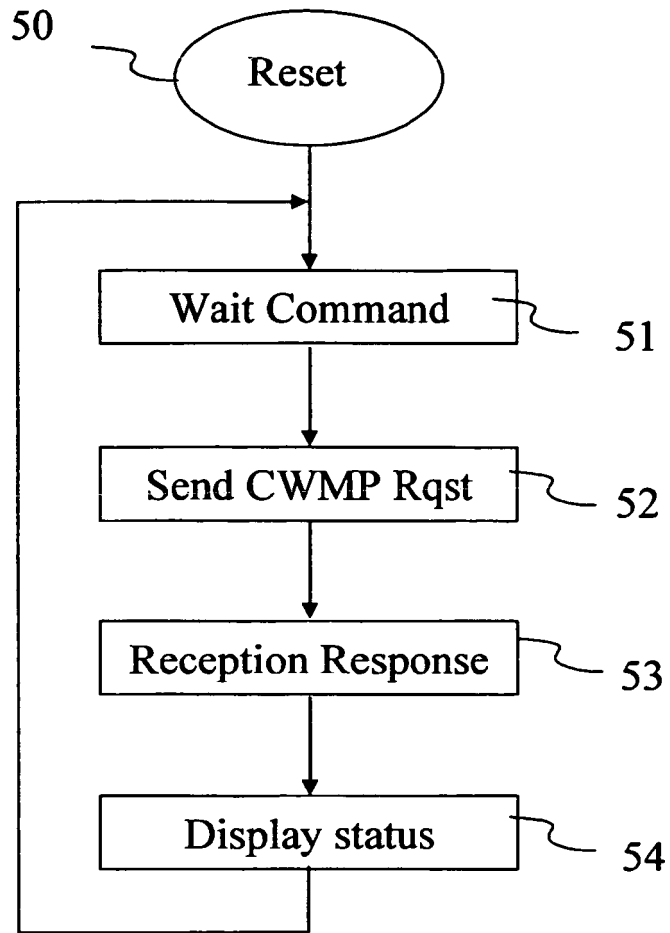 50
Reset
Wait Command
51
Send CWMP Rqst
52
Reception Response
53
Display status
54